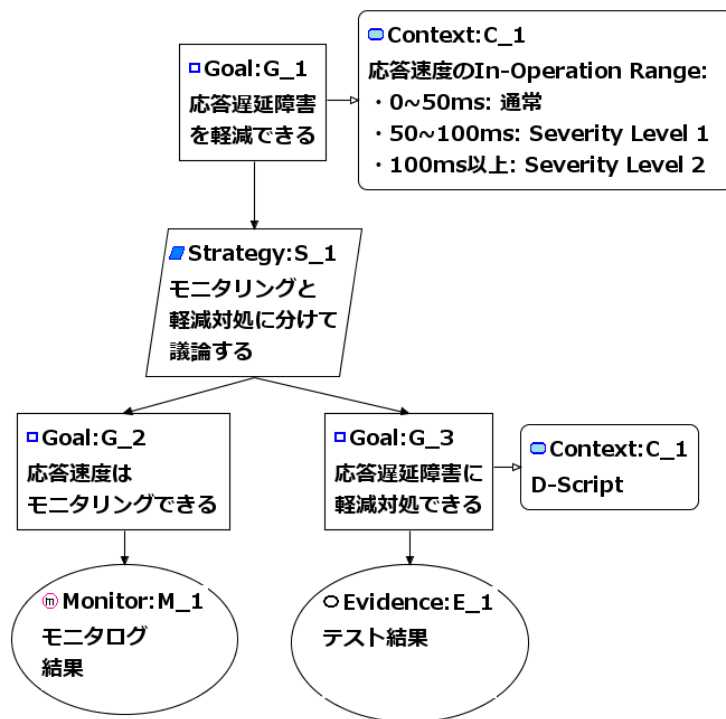 Goal:G_1
応答遅延障害
を軽減できる
Context:C_1
応答速度のIn-Operation Range:
・0~50ms: 通常
・50~100ms: Severity Level 1
・100ms以上: Severity Level 2
Strategy:S_1
モニタリングと
軽減対処に分けて
議論する
Goal:G_2
応答速度は
モニタリングできる
Goal:G_3
応答遅延障害に
軽減対処できる
Context:C_1
D-Script
m Monitor:M_1
モニタログ
結果
Evidence:E_1
テスト結果